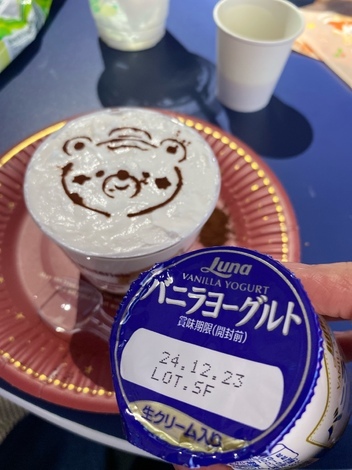 Luna
VANILLA YOGURT
バニラヨーグルト
賞味期限(開封前)
24.12.23
LOT.5F
生クリーム入り